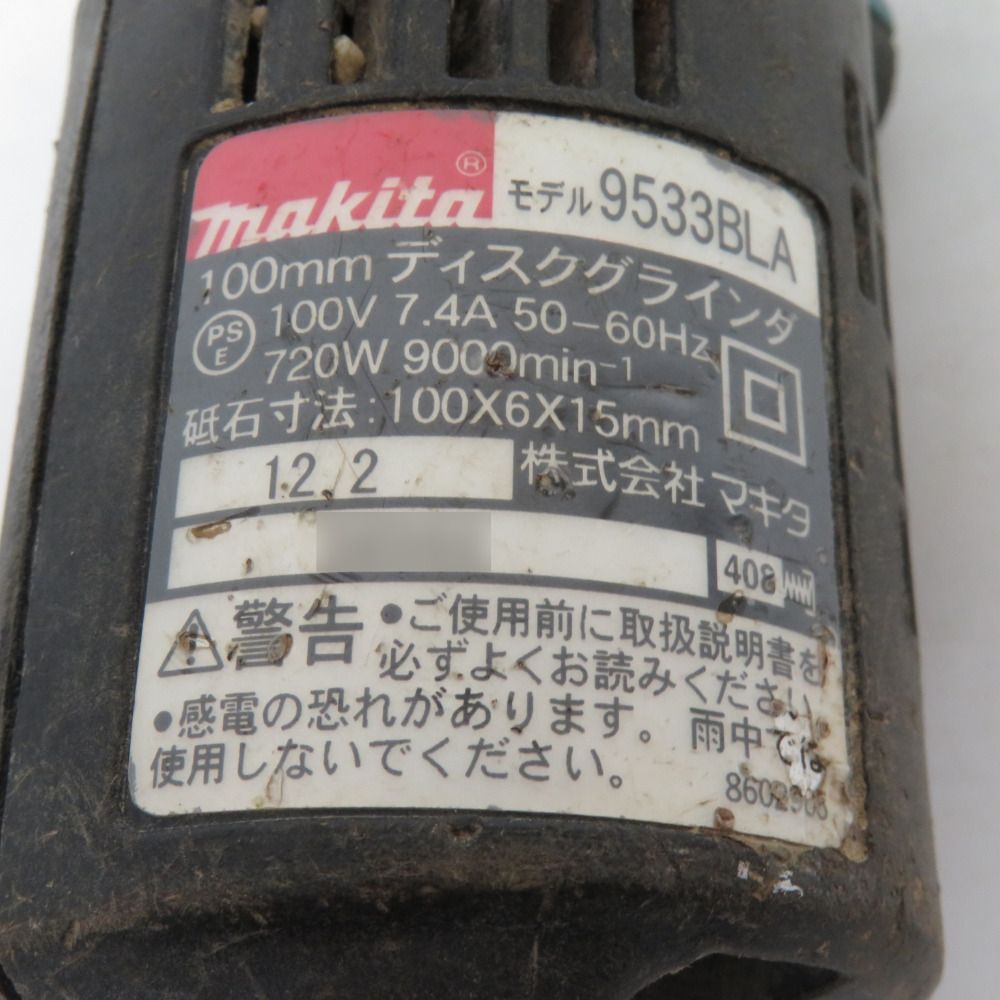 makita®
モデル 9533BLA
100mm ディスクグラインダ
PS E
100V 7.4A 50–60Hz
720W 9000min⁻¹
砥石寸法:100X6X15mm
12 2
株式会社 マキタ
408
警告 •ご使用前に取扱説明書を
必ずよくお読みください。
•感電の恐れがあります。雨中では
使用しないでください。